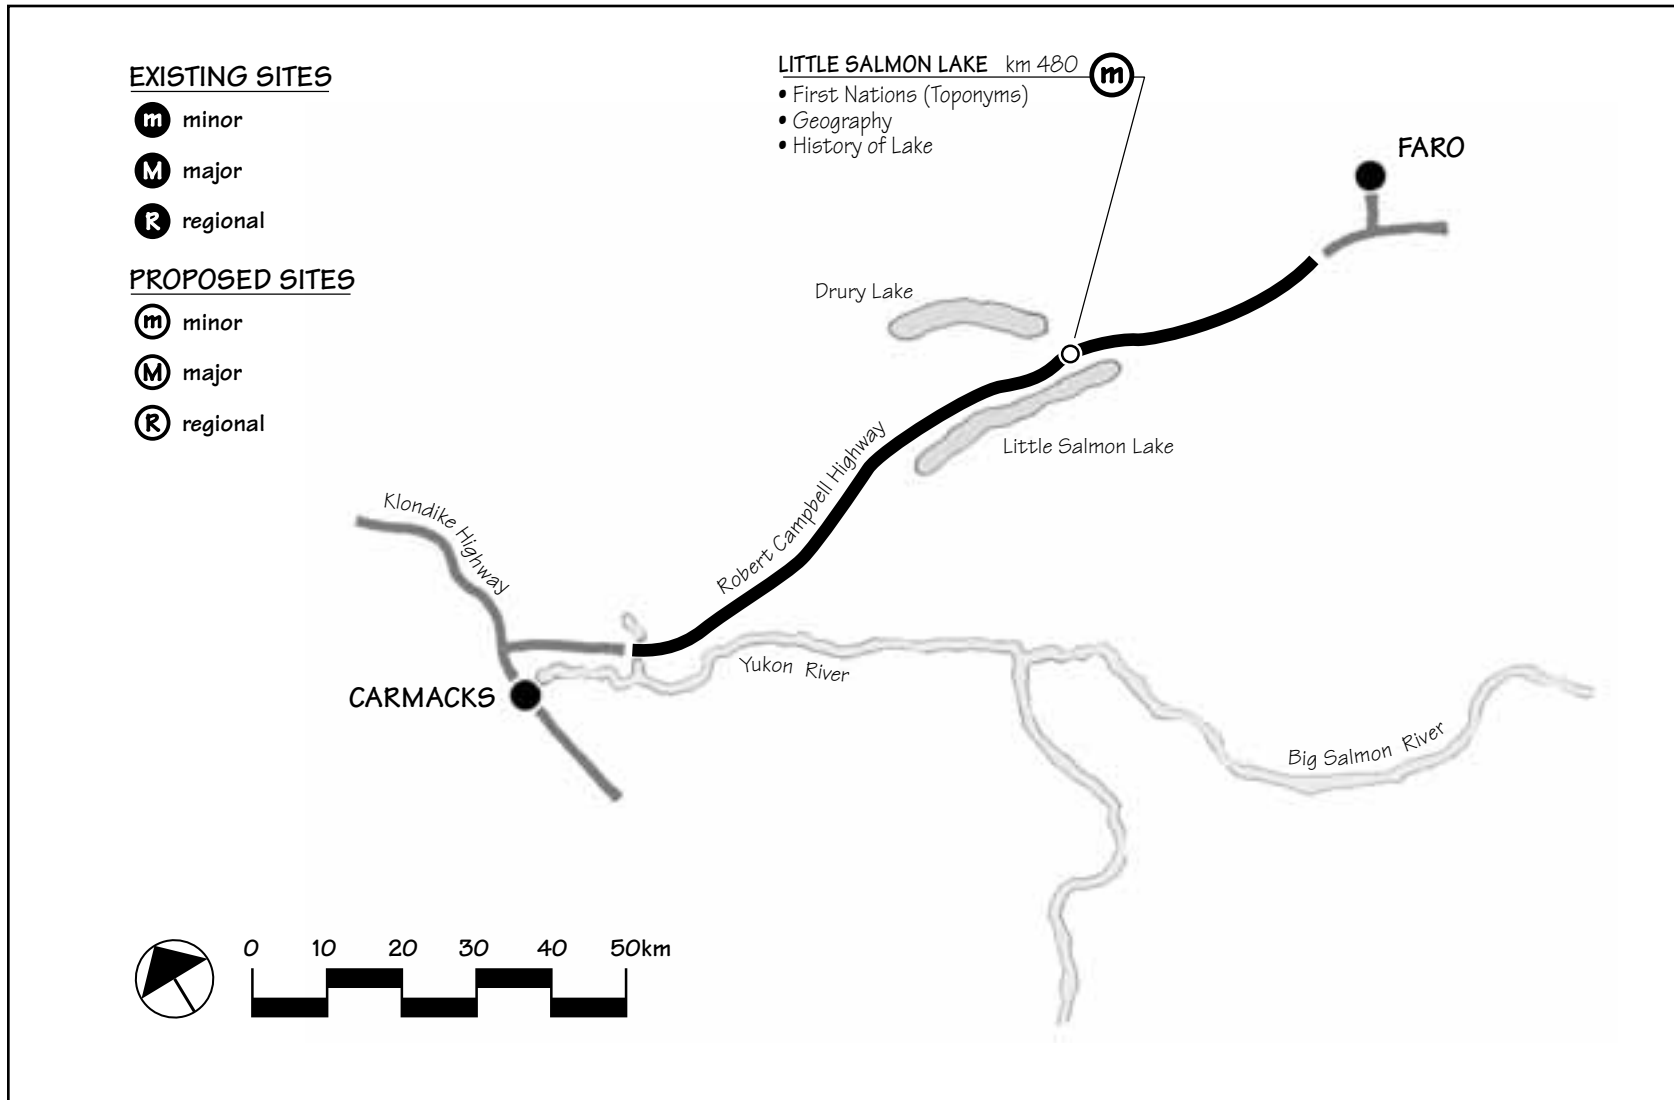 EXISTING SITES
m minor
M major
R regional
PROPOSED SITES
m minor
M major
R regional
LITTLE SALMON LAKE km 480 m
• First Nations (Toponyms)
• Geography
• History of Lake
FARO
Drury Lake
Little Salmon Lake
Robert Campbell Highway
Klondike Highway
CARMACKS
Yukon River
Big Salmon River
0 10 20 30 40 50km